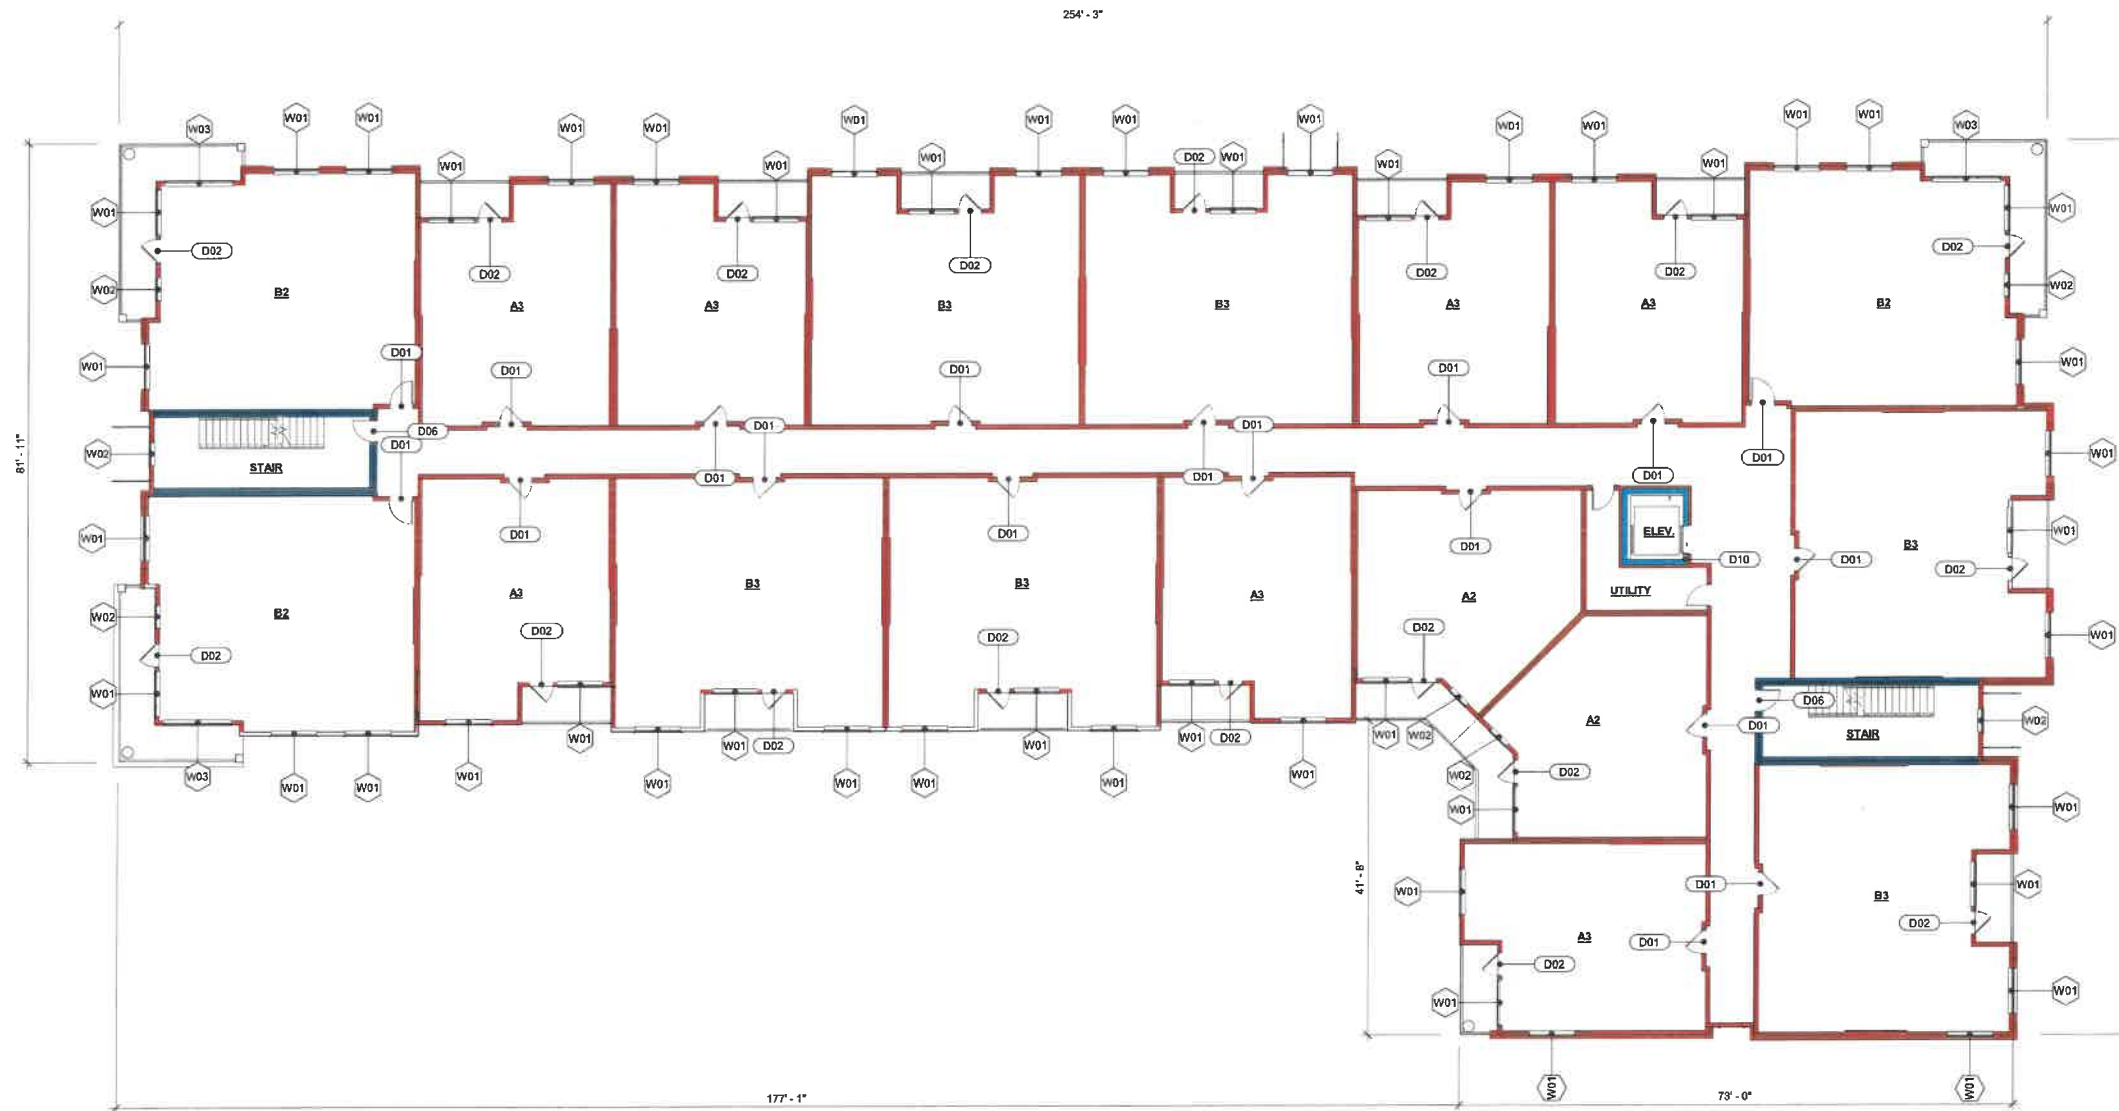 254' - 3"
W01 W01 W01 W01 W01 W01 W01 W01 W01 W01 W01 W01
W03 W03
W01 W01 W01 D02 W01 W01 W01
W01 W01
D02 D02 D02 D02
D02 D02 D02 D02
W02 W02
B2 A3 A3 B3 B3 A3 A3 B2
D01
W01 D01 D01 D01 W01
D06 D01 D01
D01
W02 STAIR D01 D01 D01 D01 W01
81' - 11"
W01 D01 D01 D01 ELEV. W01
D10 D01 B3
D02
A3 B3 B3 A3 A2 UTILITY
W02 B2 D02 D02 D02 W01
D02
W01 D06
A2 D01 W02
W01 W01 D02 W01 W01 D02 W01 W02 STAIR
W03 W01 W01 W01 W01 W01 W01 W01 W01 W02 D02
W01 W01
41' - 8"
W01 D01 W01
B3
D02
A3 D01
D02
W01 W01
W01 W01
177' - 1" 73' - 0"